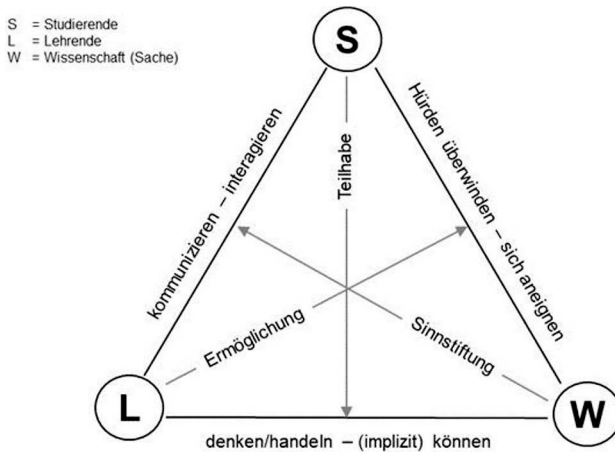 S = Studierende
L = Lehrende
W = Wissenschaft (Sache)
S
kommunizieren – interagieren
Teilhabe
Hürden überwinden – sich aneignen
Ermöglichung
Sinnstiftung
L
W
denken/handeln – (implizit) können